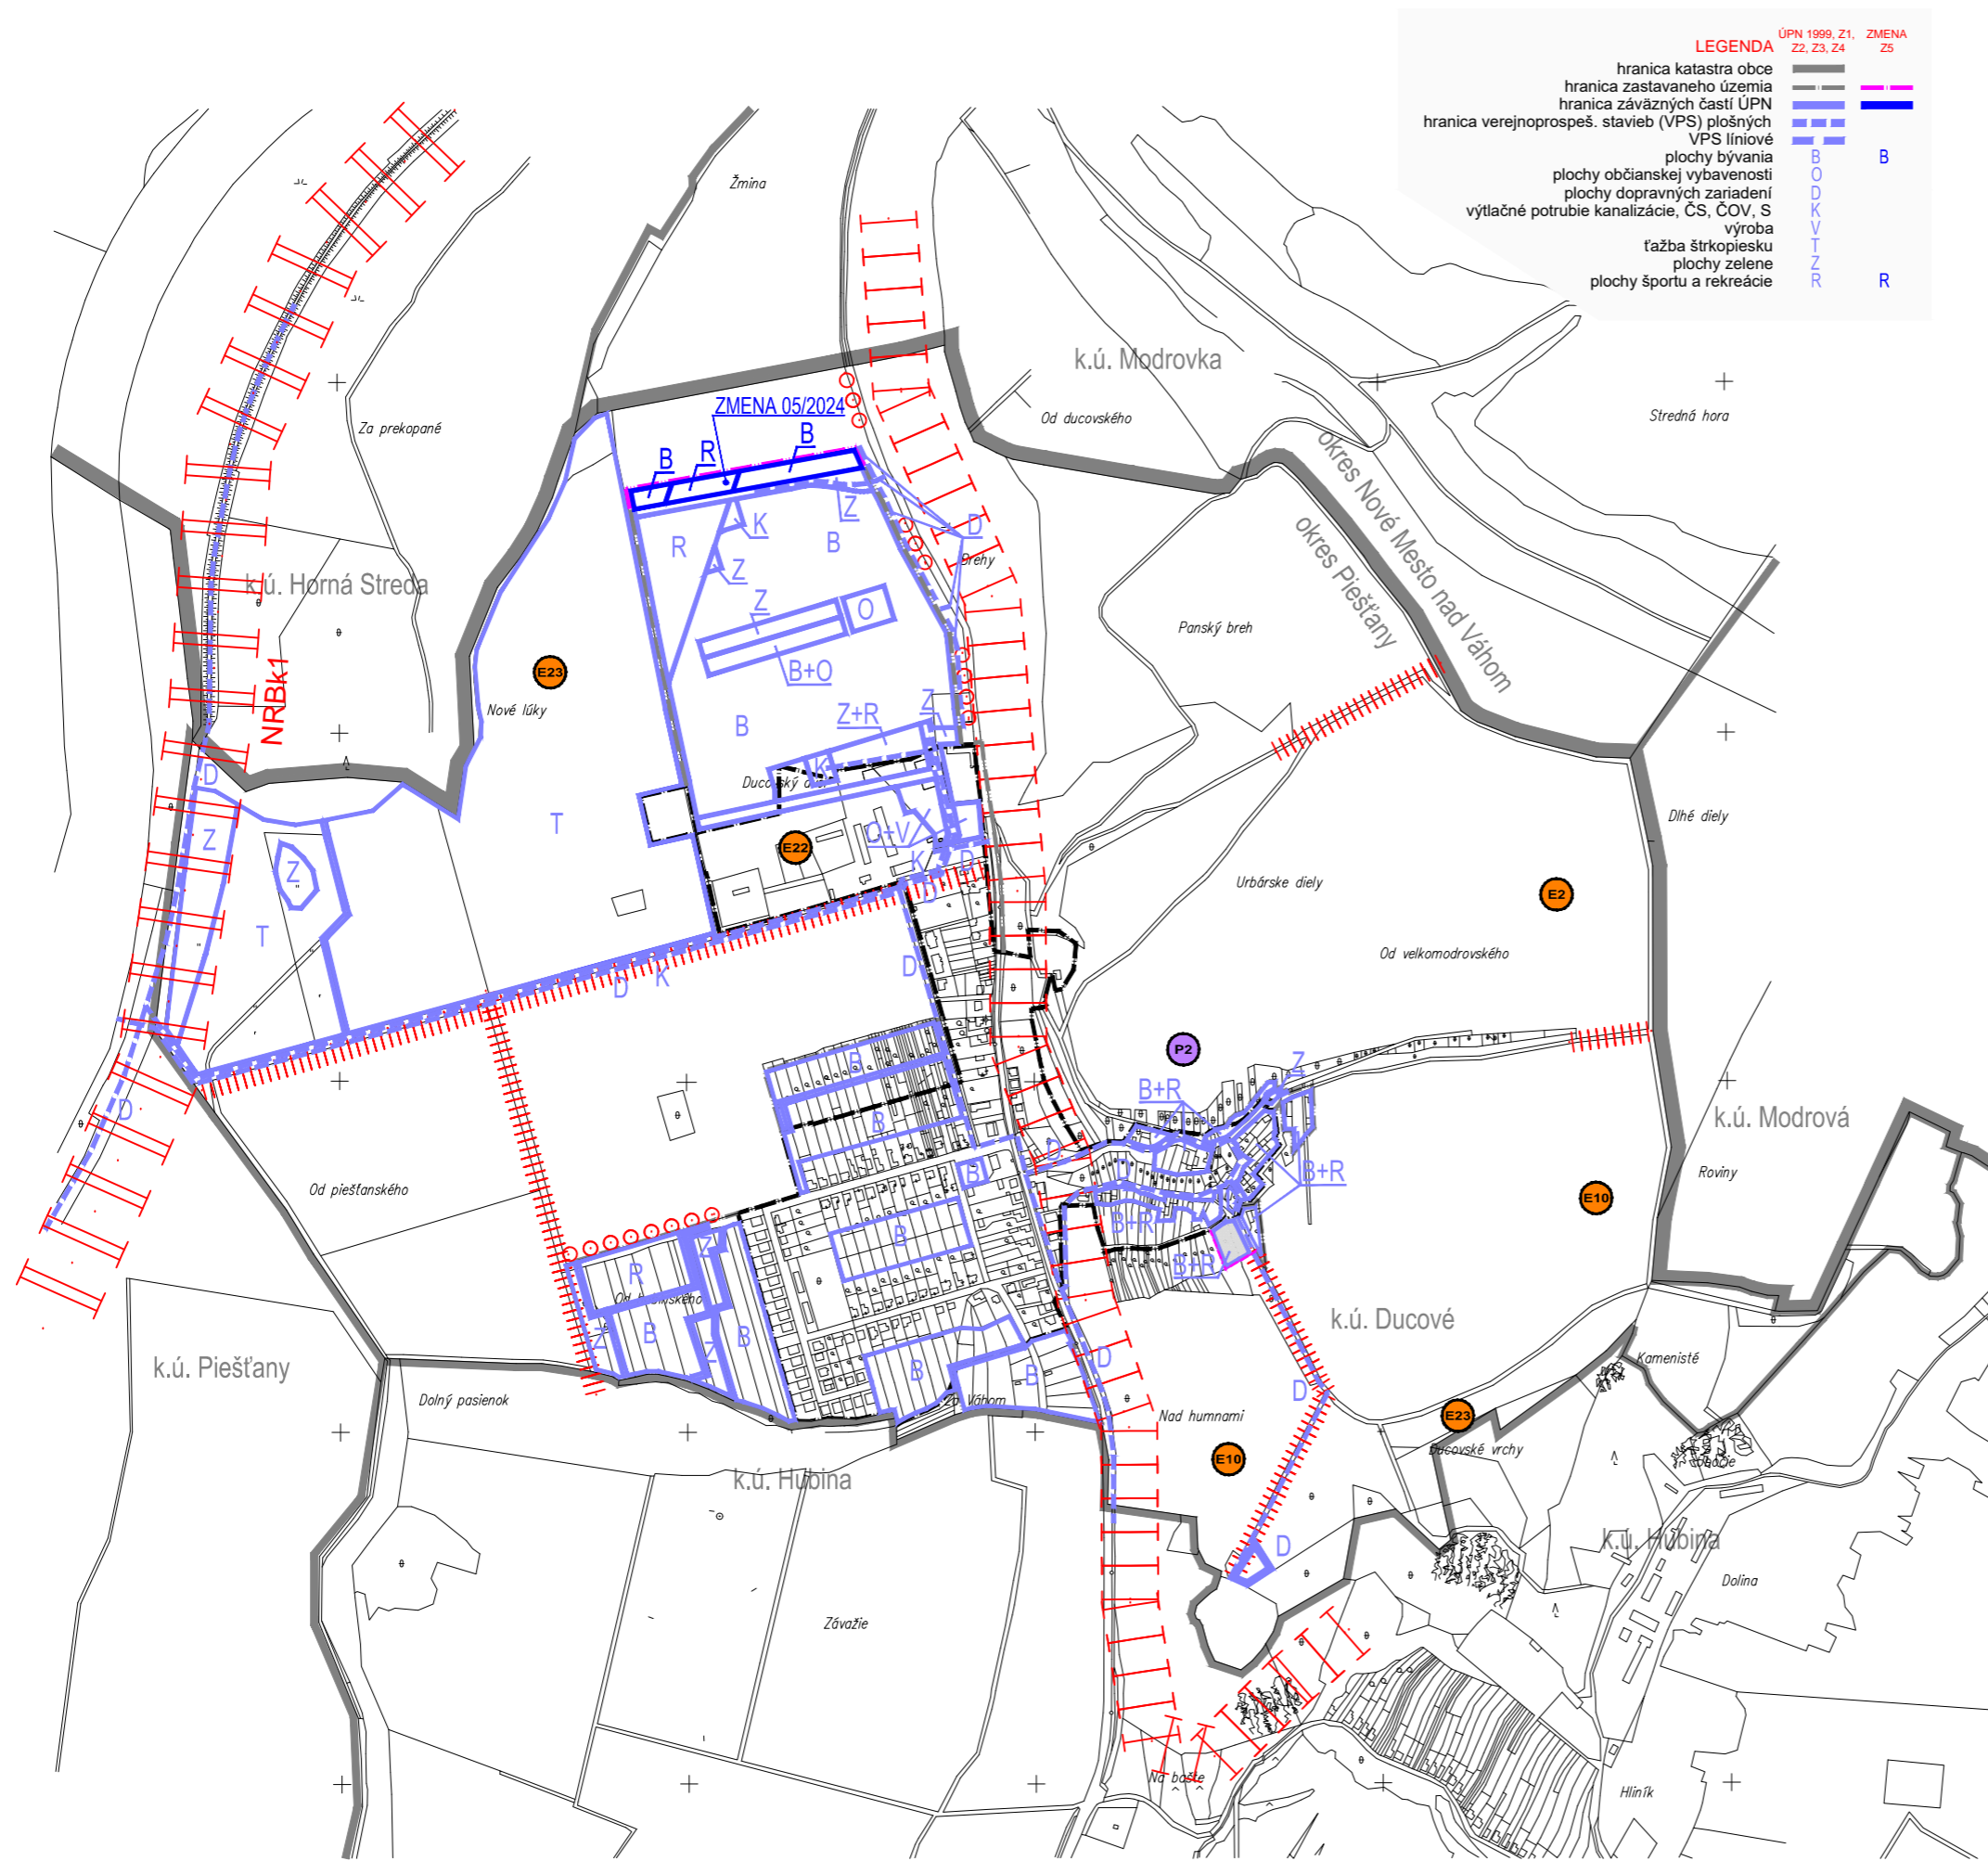 LEGENDA
ÚPN 1999, Z1, Z2, Z3, Z4
ZMENA Z5
hranica katastra obce
hranica zastavaneho územia
hranica záväzných častí ÚPN
hranica verejnoprospeš. stavieb (VPS) plošných
VPS líniové
plochy bývania B B
plochy občianskej vybavenosti O
plochy dopravných zariadení D
výtlačné potrubie kanalizácie, ČS, ČOV, S K
výroba V
ťažba štrkopiesku T
plochy zelene Z
plochy športu a rekreácie R R
Žmina
k.ú. Modrovka
Od ducovského
Stredná hora
Za prekopané
ZMENA 05/2024
B
R
B
okres Nové Mesto nad Váhom
okres Piešťany
Z
K
D
R
B
Z
k.ú. Horná Streda
Z
O
Panský breh
E23
B+O
Nové lúky
NRBk1
Z
Z+R
B
D
K
Dlhé diely
T
O+V
E22
Z
K
D
Z
D
Urbárske diely
E2
T
Od velkomodrovského
D
D
K
P2
Z
B
B+R
D
B
k.ú. Modrová
D
B
D
B+R
Roviny
Od piešťanského
E10
B+R
B
Z
B+R
R
k.ú. Ducové
B
B
Z
Z
D
Kamenisté
k.ú. Piešťany
B
B
D
Dolný pasienok
Nad humnami
E23
Ducovské vrchy
E10
k.ú. Hubina
D
k.ú. Hubina
Dolina
Závažie
Na bašte
Hliník